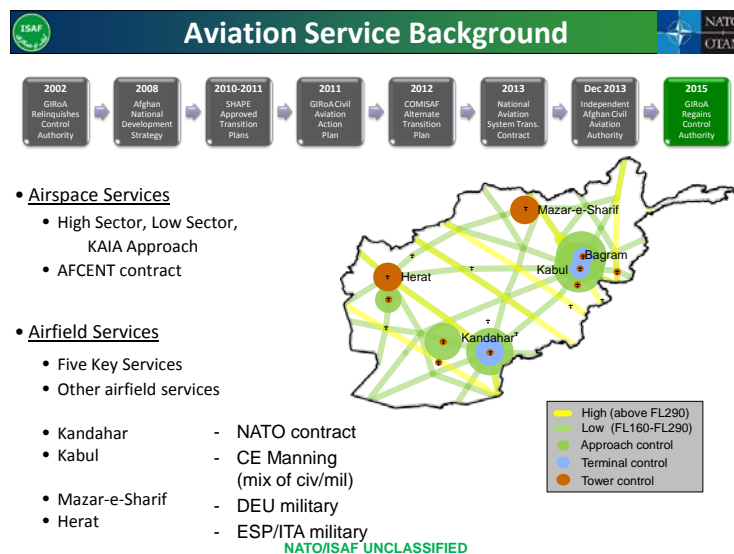 ISAF
Aviation Service Background
NATO
OTAN
2002
GIRoA
Relinquishes
Control
Authority
2008
Afghan
National
Development
Strategy
2010-2011
SHAPE
Approved
Transition
Plans
2011
GIRoA Civil
Aviation
Action
Plan
2012
COMISAF
Alternate
Transition
Plan
2013
National
Aviation
System Trans.
Contract
Dec 2013
Independent
Afghan Civil
Aviation
Authority
2015
GIRoA
Regains
Control
Authority
• Airspace Services
• High Sector, Low Sector,
KAIA Approach
• AFCENT contract
• Airfield Services
• Five Key Services
• Other airfield services
• Kandahar - NATO contract
• Kabul - CE Manning
(mix of civ/mil)
• Mazar-e-Sharif - DEU military
• Herat - ESP/ITA military
Mazar-e-Sharif
Bagram
Kabul
Herat
Kandahar
High (above FL290)
Low (FL160-FL290)
Approach control
Terminal control
Tower control
NATO/ISAF UNCLASSIFIED